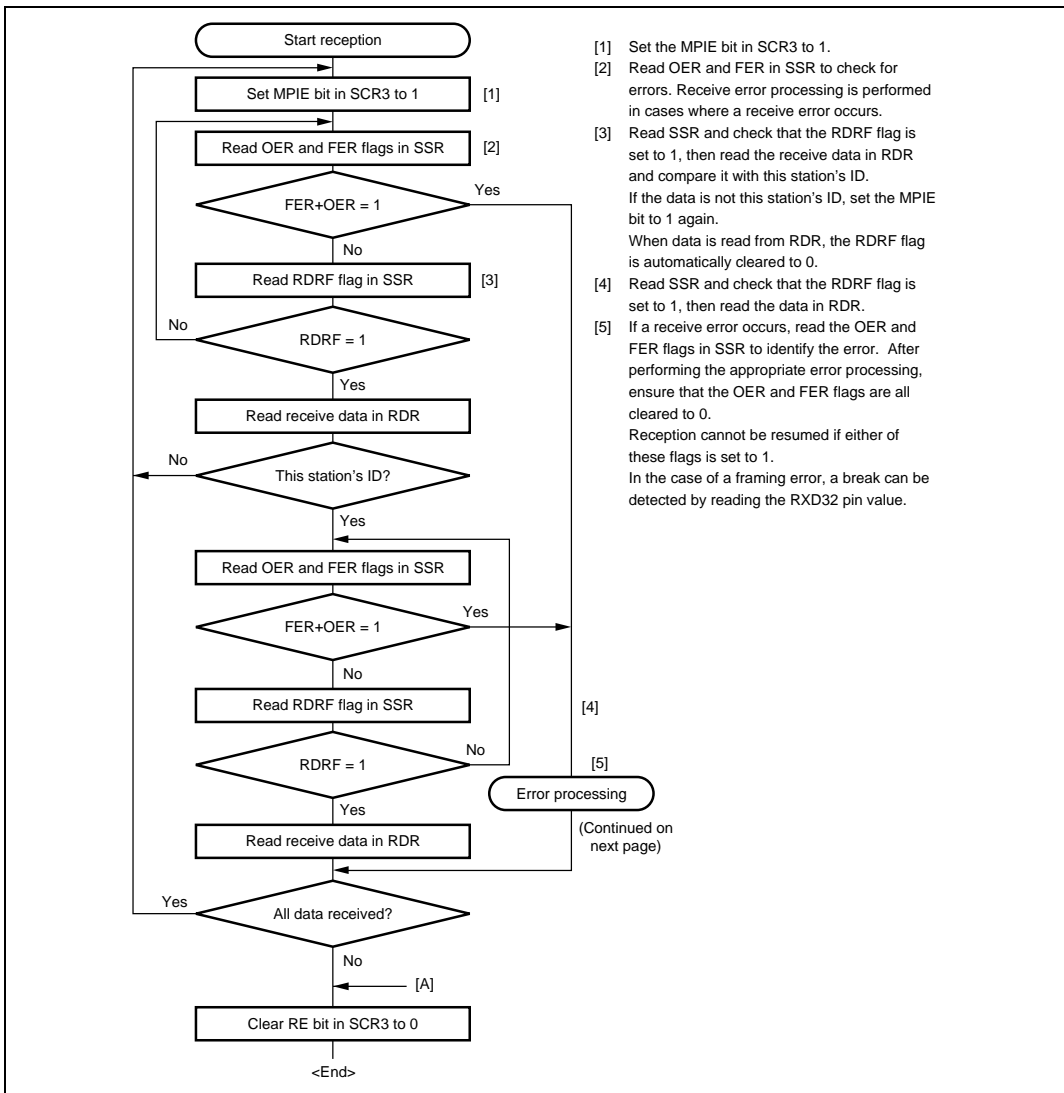 Start reception
Set MPIE bit in SCR3 to 1
[1]
Read OER and FER flags in SSR
[2]
Yes
FER+OER = 1
No
Read RDRF flag in SSR
[3]
No
RDRF = 1
Yes
Read receive data in RDR
No
This station's ID?
Yes
Read OER and FER flags in SSR
Yes
FER+OER = 1
No
Read RDRF flag in SSR
[4]
No
RDRF = 1
[5]
Yes
Error processing
Read receive data in RDR
(Continued on
next page)
Yes
All data received?
No
[A]
Clear RE bit in SCR3 to 0
<End>
[1] Set the MPIE bit in SCR3 to 1.
[2] Read OER and FER in SSR to check for
errors. Receive error processing is performed
in cases where a receive error occurs.
[3] Read SSR and check that the RDRF flag is
set to 1, then read the receive data in RDR
and compare it with this station's ID.
If the data is not this station's ID, set the MPIE
bit to 1 again.
When data is read from RDR, the RDRF flag
is automatically cleared to 0.
[4] Read SSR and check that the RDRF flag is
set to 1, then read the data in RDR.
[5] If a receive error occurs, read the OER and
FER flags in SSR to identify the error. After
performing the appropriate error processing,
ensure that the OER and FER flags are all
cleared to 0.
Reception cannot be resumed if either of
these flags is set to 1.
In the case of a framing error, a break can be
detected by reading the RXD32 pin value.